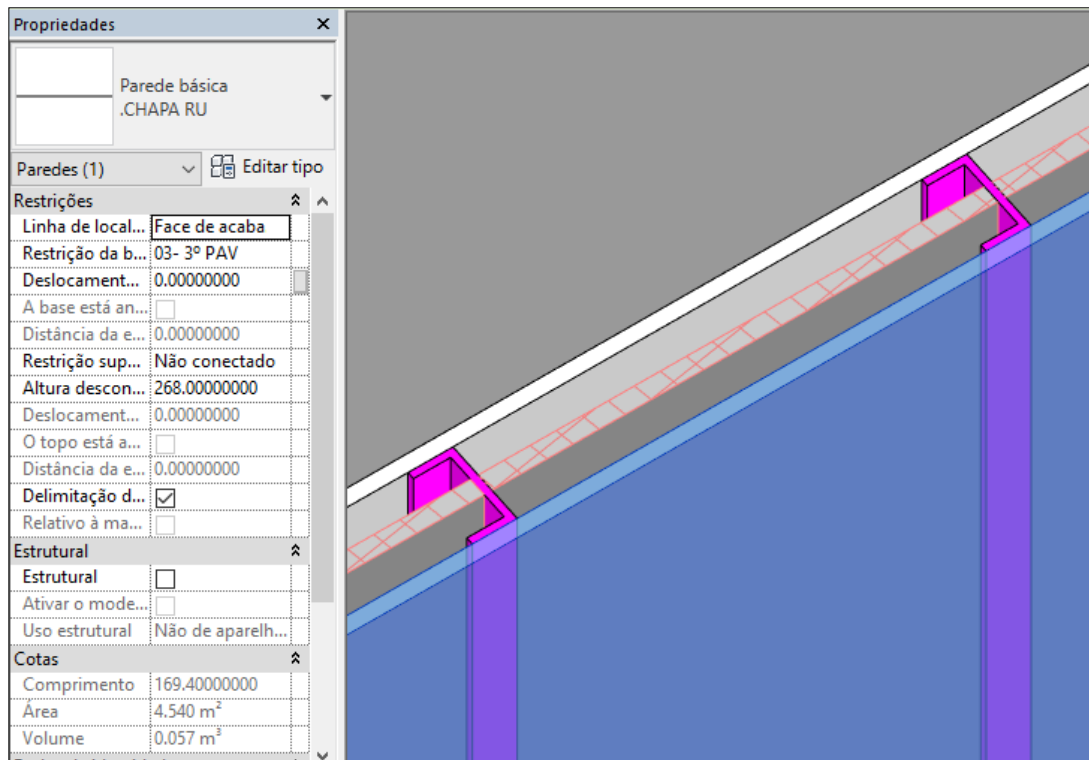 Propriedades
Parede básica
.CHAPA RU
Paredes (1)
Editar tipo
Restrições
Linha de local... Face de acaba
Restrição da b... 03- 3º PAV
Deslocament... 0.00000000
A base está an...
Distância da e... 0.00000000
Restrição sup... Não conectado
Altura descon... 268.00000000
Deslocament... 0.00000000
O topo está a...
Distância da e... 0.00000000
Delimitação d...
Relativo à ma...
Estrutural
Estrutural
Ativar o mode...
Uso estrutural Não de aparelh...
Cotas
Comprimento 169.40000000
Área 4.540 m²
Volume 0.057 m³